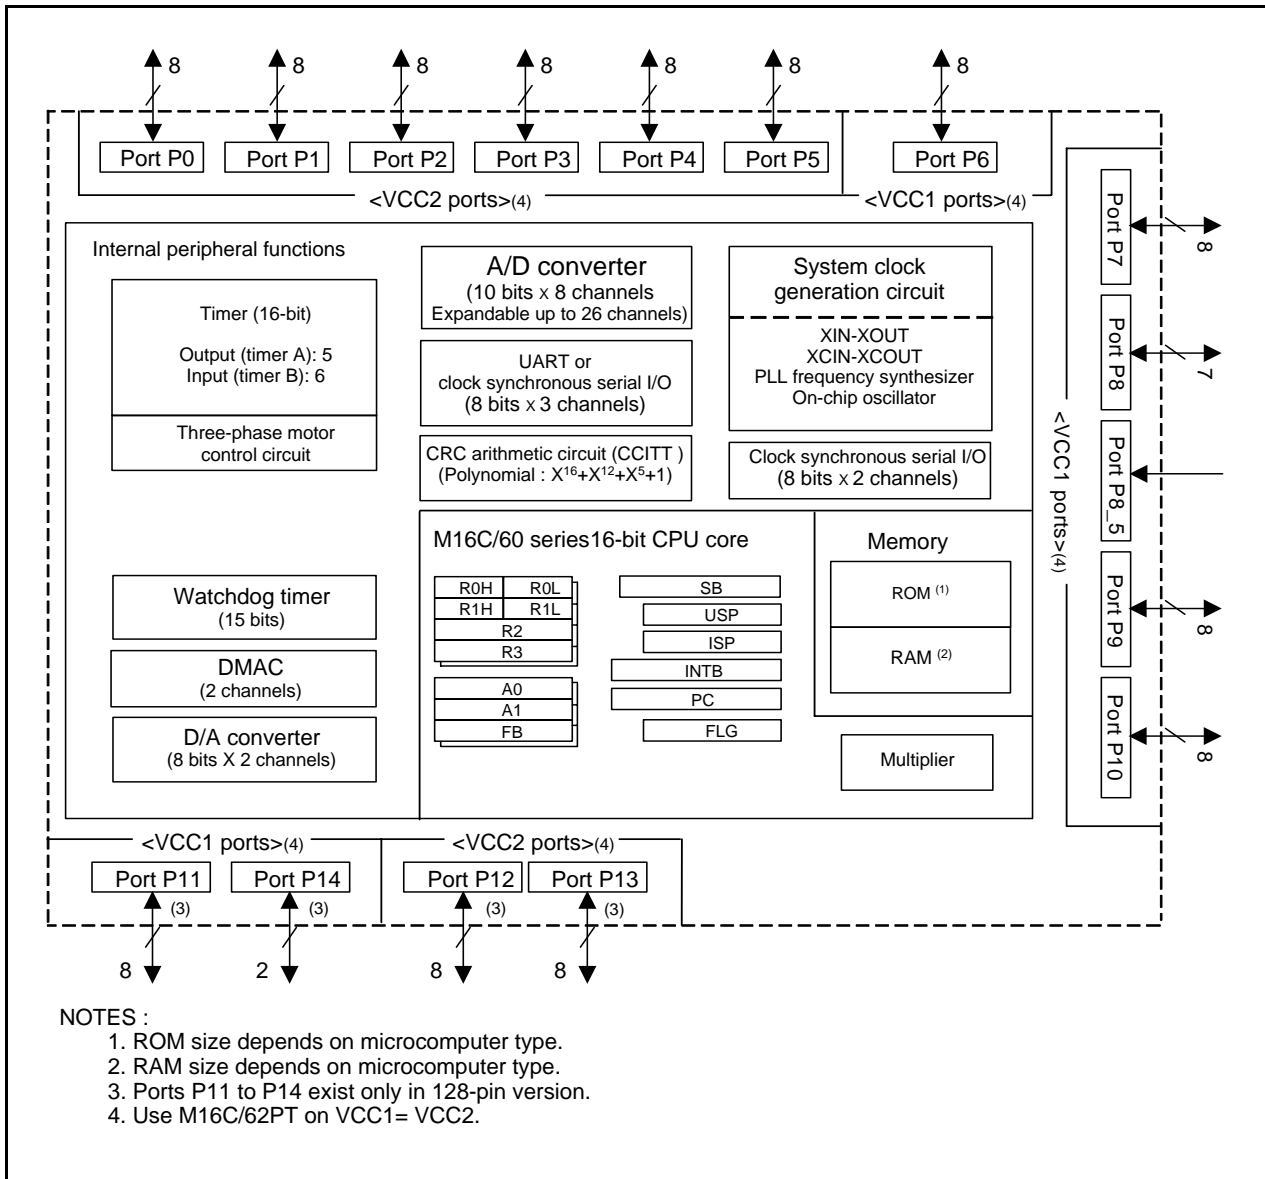 8 8 8 8 8 8 8
Port P0 Port P1 Port P2 Port P3 Port P4 Port P5 Port P6
<VCC2 ports>(4) <VCC1 ports>(4)
Internal peripheral functions
Timer (16-bit)
Output (timer A): 5
Input (timer B): 6
Three-phase motor
control circuit
Watchdog timer
(15 bits)
DMAC
(2 channels)
D/A converter
(8 bits X 2 channels)
A/D converter
(10 bits x 8 channels
Expandable up to 26 channels)
UART or
clock synchronous serial I/O
(8 bits x 3 channels)
CRC arithmetic circuit (CCITT )
(Polynomial : X¹⁶+X¹²+X⁵+1)
System clock
generation circuit
XIN-XOUT
XCIN-XCOUT
PLL frequency synthesizer
On-chip oscillator
Clock synchronous serial I/O
(8 bits x 2 channels)
M16C/60 series16-bit CPU core
R0H R0L
R1H R1L
R2
R3
A0
A1
FB
SB
USP
ISP
INTB
PC
FLG
Memory
ROM (1)
RAM (2)
Multiplier
<VCC1 ports>(4)
Port P7 8
Port P8 7
Port P8_5
Port P9 8
Port P10 8
<VCC1 ports>(4) <VCC2 ports>(4)
Port P11 Port P14 Port P12 Port P13
(3) (3) (3) (3)
8 2 8 8
NOTES :
1. ROM size depends on microcomputer type.
2. RAM size depends on microcomputer type.
3. Ports P11 to P14 exist only in 128-pin version.
4. Use M16C/62PT on VCC1= VCC2.